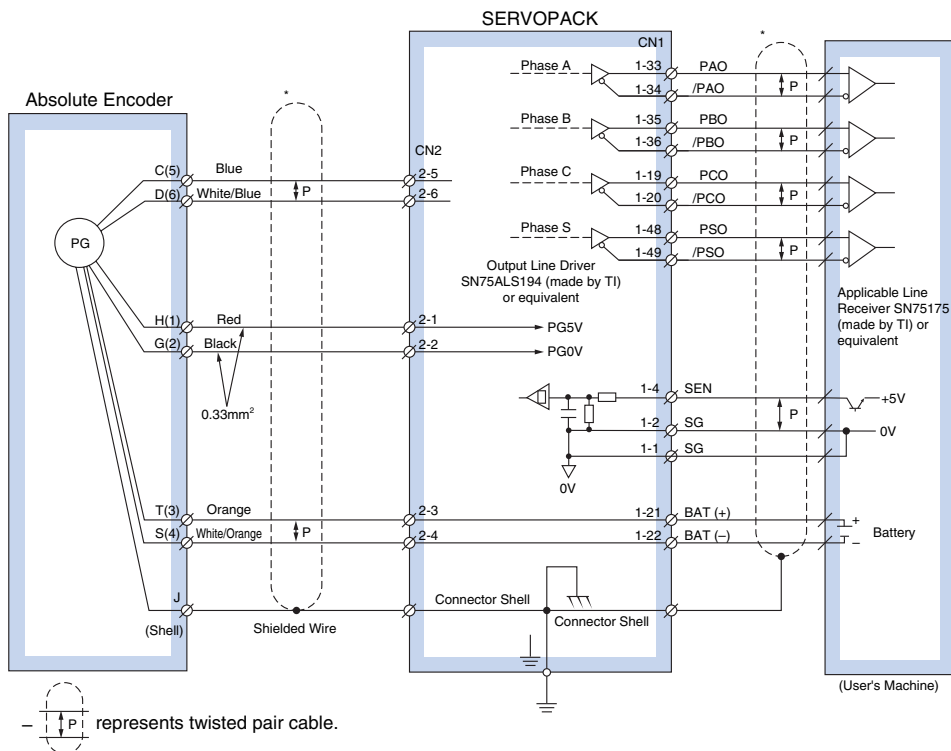 SERVOPACK
CN1
*
Phase A
1-33
PAO
1-34
/PAO
P
Absolute Encoder
*
Phase B
1-35
PBO
1-36
/PBO
P
CN2
C(5)
Blue
2-5
Phase C
1-19
PCO
D(6)
White/Blue
P
2-6
1-20
/PCO
P
PG
Phase S
1-48
PSO
1-49
/PSO
P
Output Line Driver
SN75ALS194 (made by TI)
or equivalent
Applicable Line
Receiver SN75175
(made by TI) or
equivalent
H(1)
Red
2-1
PG5V
G(2)
Black
2-2
PG0V
0.33mm²
1-4
SEN
+5V
P
1-2
SG
0V
1-1
SG
0V
T(3)
Orange
2-3
1-21
BAT (+)
+
S(4)
White/Orange
P
2-4
1-22
BAT (–)
–
Battery
J
(Shell)
Shielded Wire
Connector Shell
Connector Shell
(User's Machine)
– P represents twisted pair cable.